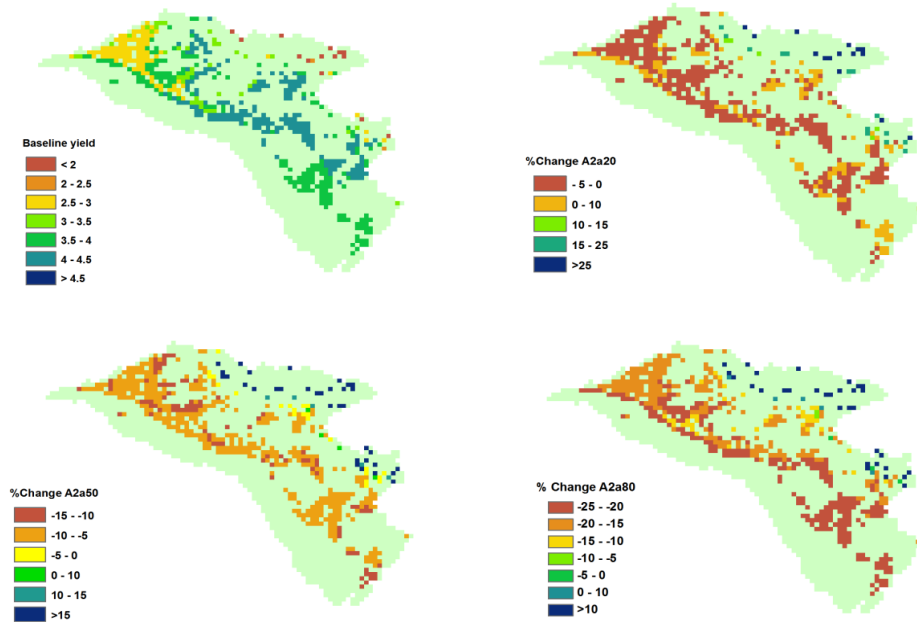 Baseline yield
< 2
2 - 2.5
2.5 - 3
3 - 3.5
3.5 - 4
4 - 4.5
> 4.5
%Change A2a20
- 5 - 0
0 - 10
10 - 15
15 - 25
>25
%Change A2a50
-15 - -10
-10 - -5
-5 - 0
0 - 10
10 - 15
>15
% Change A2a80
-25 - -20
-20 - -15
-15 - -10
-10 - -5
-5 - 0
0 - 10
>10